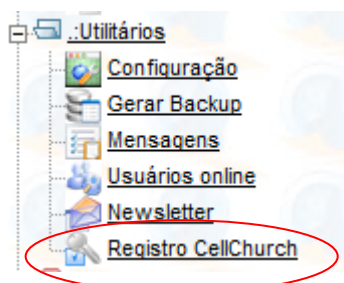 .:Utilitários
Configuração
Gerar Backup
Mensagens
Usuários online
Newsletter
Registro CellChurch